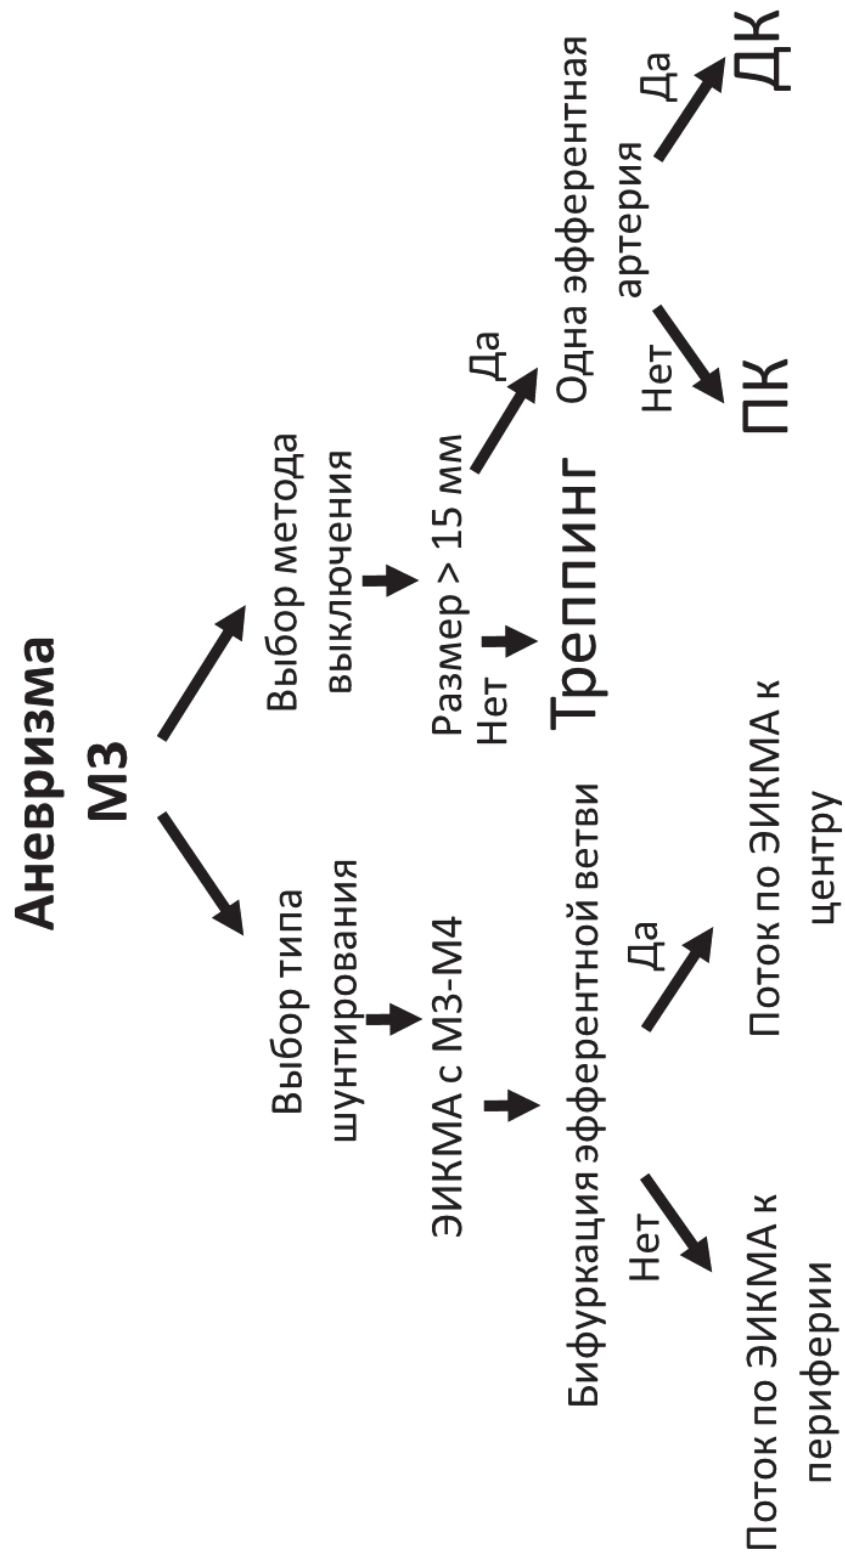 Аневризма
М3
Выбор типа
шунтирования
ЭИКМА с М3-М4
Бифуркация эфферентной ветви
Нет
Да
Поток по ЭИКМА к
периферии
Поток по ЭИКМА к
центру
Выбор метода
выключения
Размер > 15 мм
Нет
Да
Треппинг
Одна эфферентная
артерия
Нет
Да
ПК
ДК